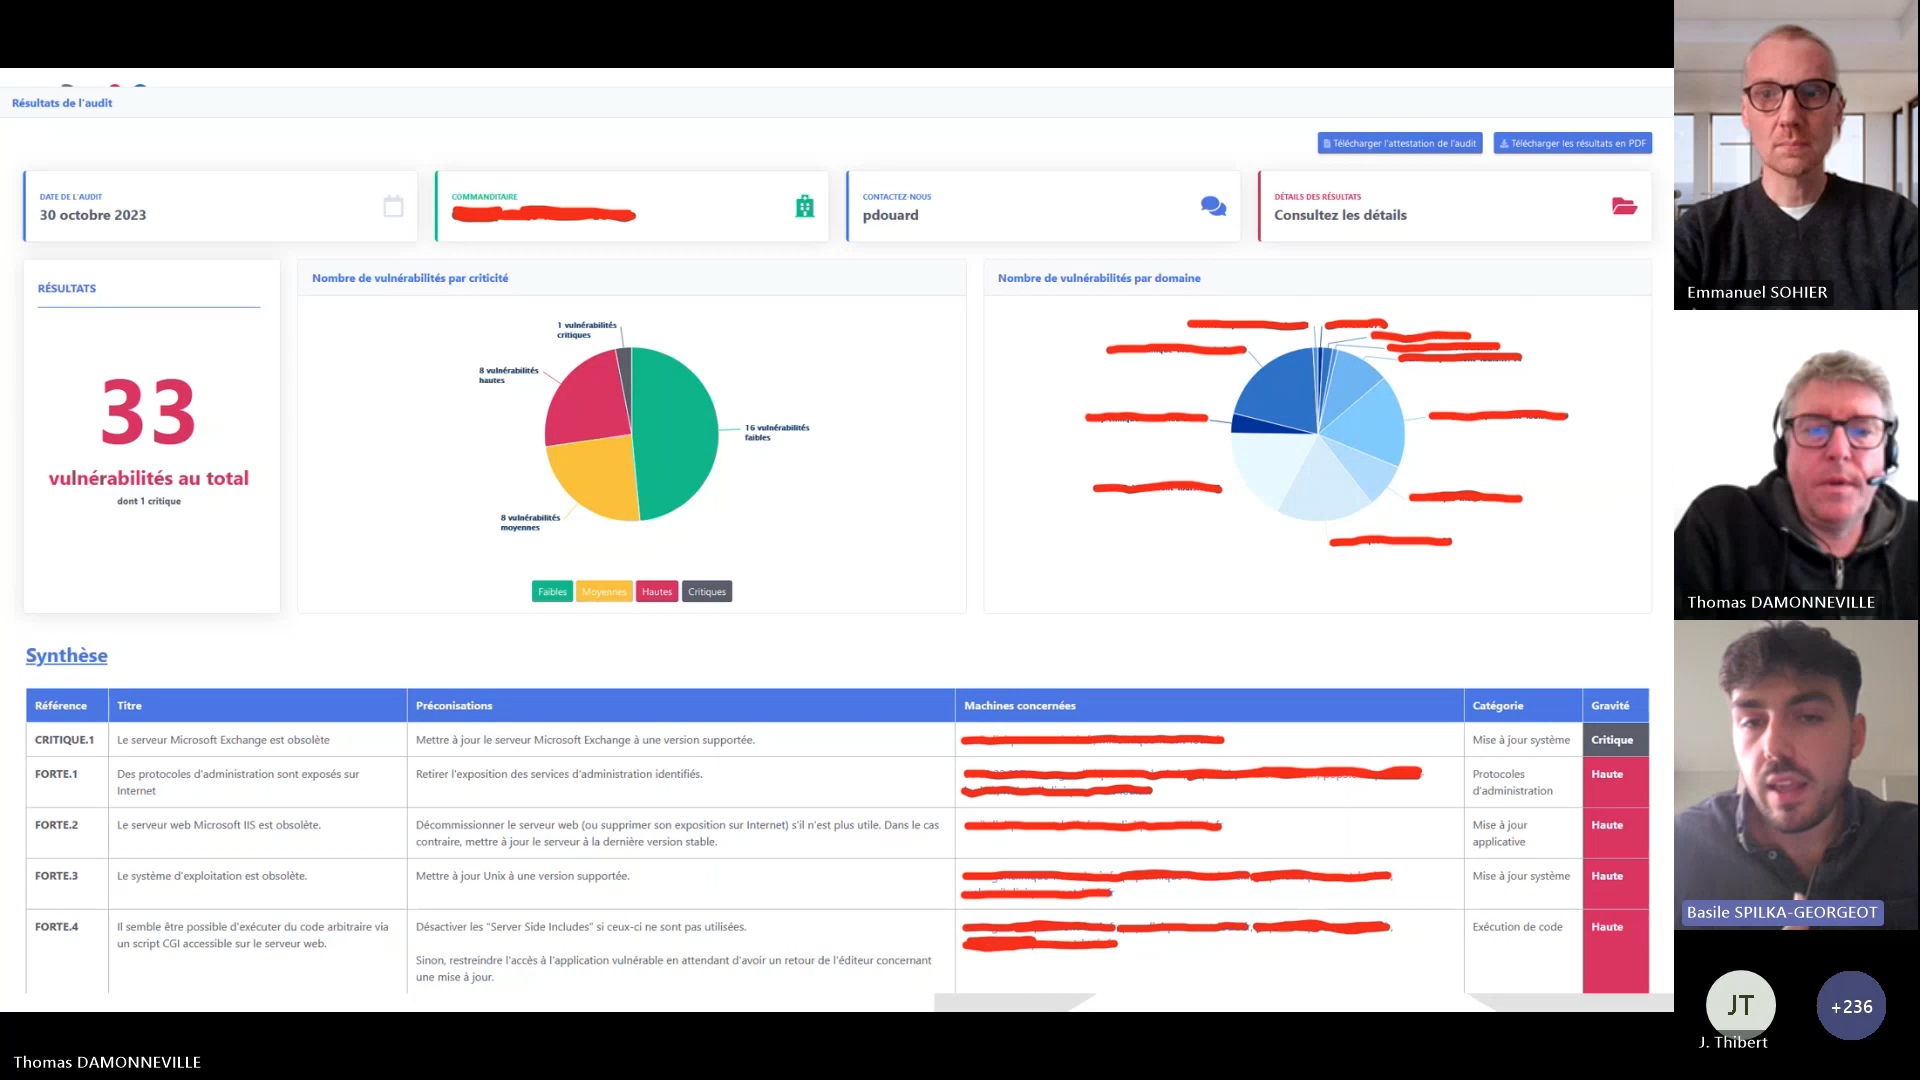 Résultats de l'audit
Télécharger l'attestation de l'audit
Télécharger les résultats en PDF
DATE DE L'AUDIT
30 octobre 2023
COMMANDITAIRE
CONTACTEZ-NOUS
pdouard
DÉTAILS DES RÉSULTATS
Consultez les détails
RÉSULTATS
33
vulnérabilités au total
dont 1 critique
Nombre de vulnérabilités par criticité
1 vulnérabilités
critiques
8 vulnérabilités
hautes
16 vulnérabilités
faibles
8 vulnérabilités
moyennes
Faibles
Moyennes
Hautes
Critiques
Nombre de vulnérabilités par domaine
Synthèse
Référence Titre Préconisations Machines concernées Catégorie Gravité
CRITIQUE.1 Le serveur Microsoft Exchange est obsolète Mettre à jour le serveur Microsoft Exchange à une version supportée. Mise à jour système Critique
FORTE.1 Des protocoles d'administration sont exposés sur Retirer l'exposition des services d'administration identifiés. Protocoles Haute
Internet d'administration
FORTE.2 Le serveur web Microsoft IIS est obsolète. Décommissionner le serveur web (ou supprimer son exposition sur Internet) s'il n'est plus utile. Dans le cas Mise à jour Haute
contraire, mettre à jour le serveur à la dernière version stable. applicative
FORTE.3 Le système d'exploitation est obsolète. Mettre à jour Unix à une version supportée. Mise à jour système Haute
FORTE.4 Il semble être possible d'exécuter du code arbitraire via Désactiver les "Server Side Includes" si ceux-ci ne sont pas utilisées. Exécution de code Haute
un script CGI accessible sur le serveur web.
Sinon, restreindre l'accès à l'application vulnérable en attendant d'avoir un retour de l'éditeur concernant
une mise à jour.
Emmanuel SOHIER
Thomas DAMONNEVILLE
Basile SPILKA-GEORGEOT
JT
+236
J. Thibert
Thomas DAMONNEVILLE